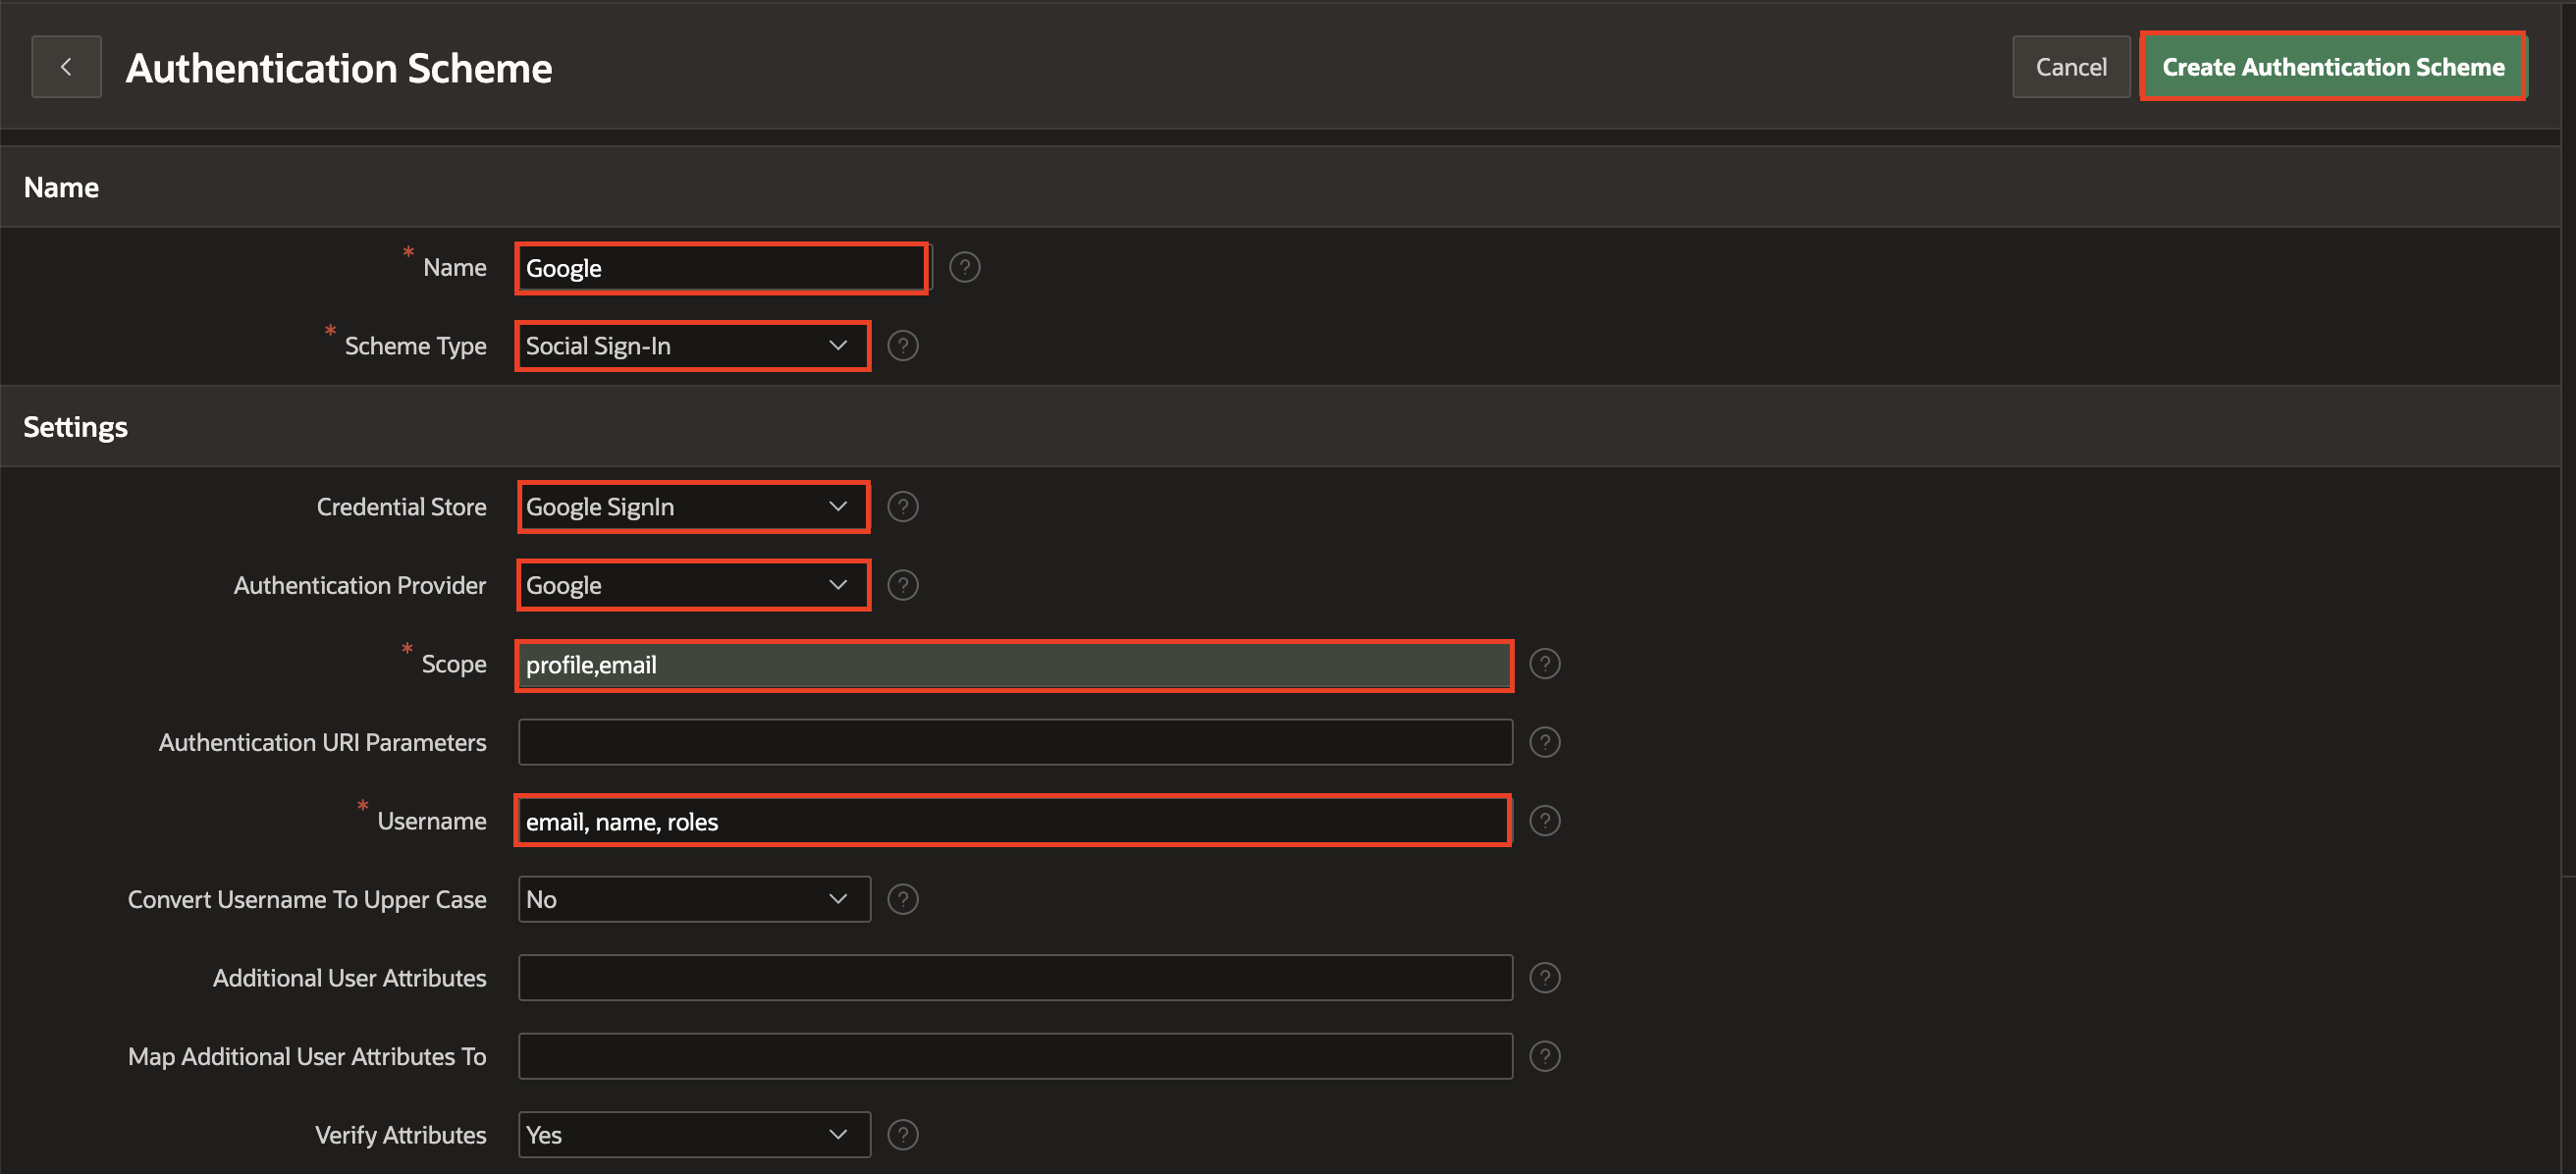 Authentication Scheme
Cancel
Create Authentication Scheme
Name
* Name
Google
?
* Scheme Type
Social Sign-In
?
Settings
Credential Store
Google SignIn
?
Authentication Provider
Google
?
* Scope
profile,email
?
Authentication URI Parameters
?
* Username
email, name, roles
?
Convert Username To Upper Case
No
?
Additional User Attributes
?
Map Additional User Attributes To
?
Verify Attributes
Yes
?